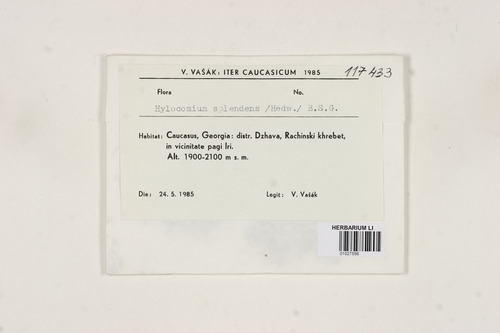 V. VAŠÁK: ITER CAUCASICUM 1985
117433
Flora No.
Hylocomium splendens /Hedw./ B.S.G.
Habitat: Caucasus, Georgia: distr. Dzhava, Rachinski khrebet,
in vicinitate pagi Iri.
Alt. 1900-2100 m s. m.
Die: 24. 5. 1985 Legit: V. Vašák
HERBARIUM LJ